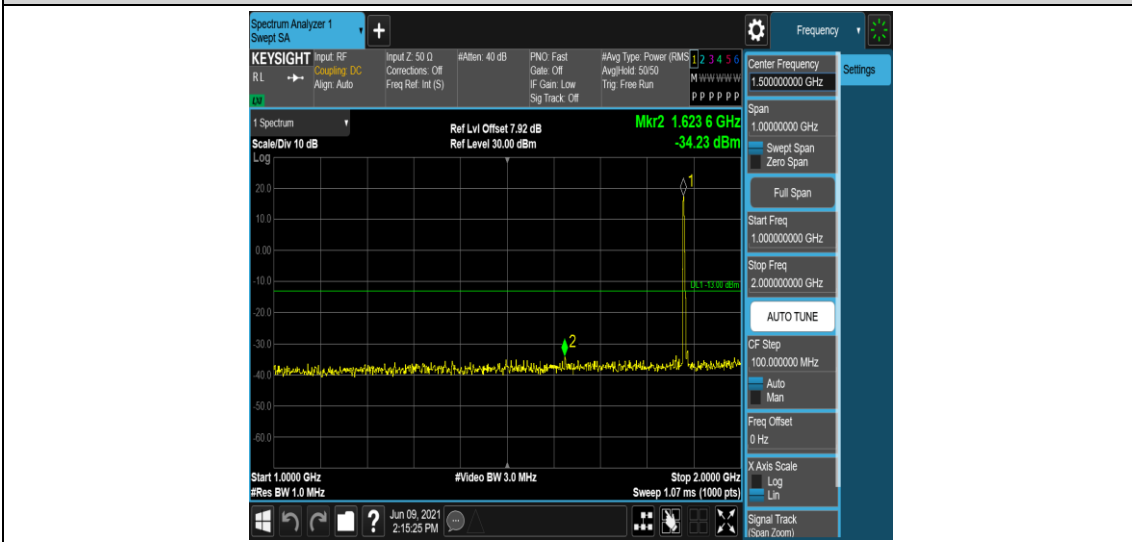 Spectrum Analyzer 1
Swept SA
+
Frequency
KEYSIGHT
RL
LXI
Input: RF
Coupling: DC
Align: Auto
Input Z: 50 Ω
Corrections: Off
Freq Ref: Int (S)
#Atten: 40 dB
PNO: Fast
Gate: Off
IF Gain: Low
Sig Track: Off
#Avg Type: Power (RMS
Avg|Hold: 50/50
Trig: Free Run
1 2 3 4 5 6
M W W W W W
P P P P P P
1 Spectrum
Scale/Div 10 dB
Log
Ref Lvl Offset 7.92 dB
Ref Level 30.00 dBm
Mkr2 1.623 6 GHz
-34.23 dBm
1
20.0
10.0
0.00
DL1 -13.00 dBm
-10.0
-20.0
2
-30.0
-40.0
-50.0
-60.0
Start 1.0000 GHz
#Res BW 1.0 MHz
#Video BW 3.0 MHz
Stop 2.0000 GHz
Sweep 1.07 ms (1000 pts)
?
Jun 09, 2021
2:15:25 PM
Center Frequency
1.500000000 GHz
Settings
Span
1.00000000 GHz
Swept Span
Zero Span
Full Span
Start Freq
1.000000000 GHz
Stop Freq
2.000000000 GHz
AUTO TUNE
CF Step
100.000000 MHz
Auto
Man
Freq Offset
0 Hz
X Axis Scale
Log
Lin
Signal Track
(Span Zoom)